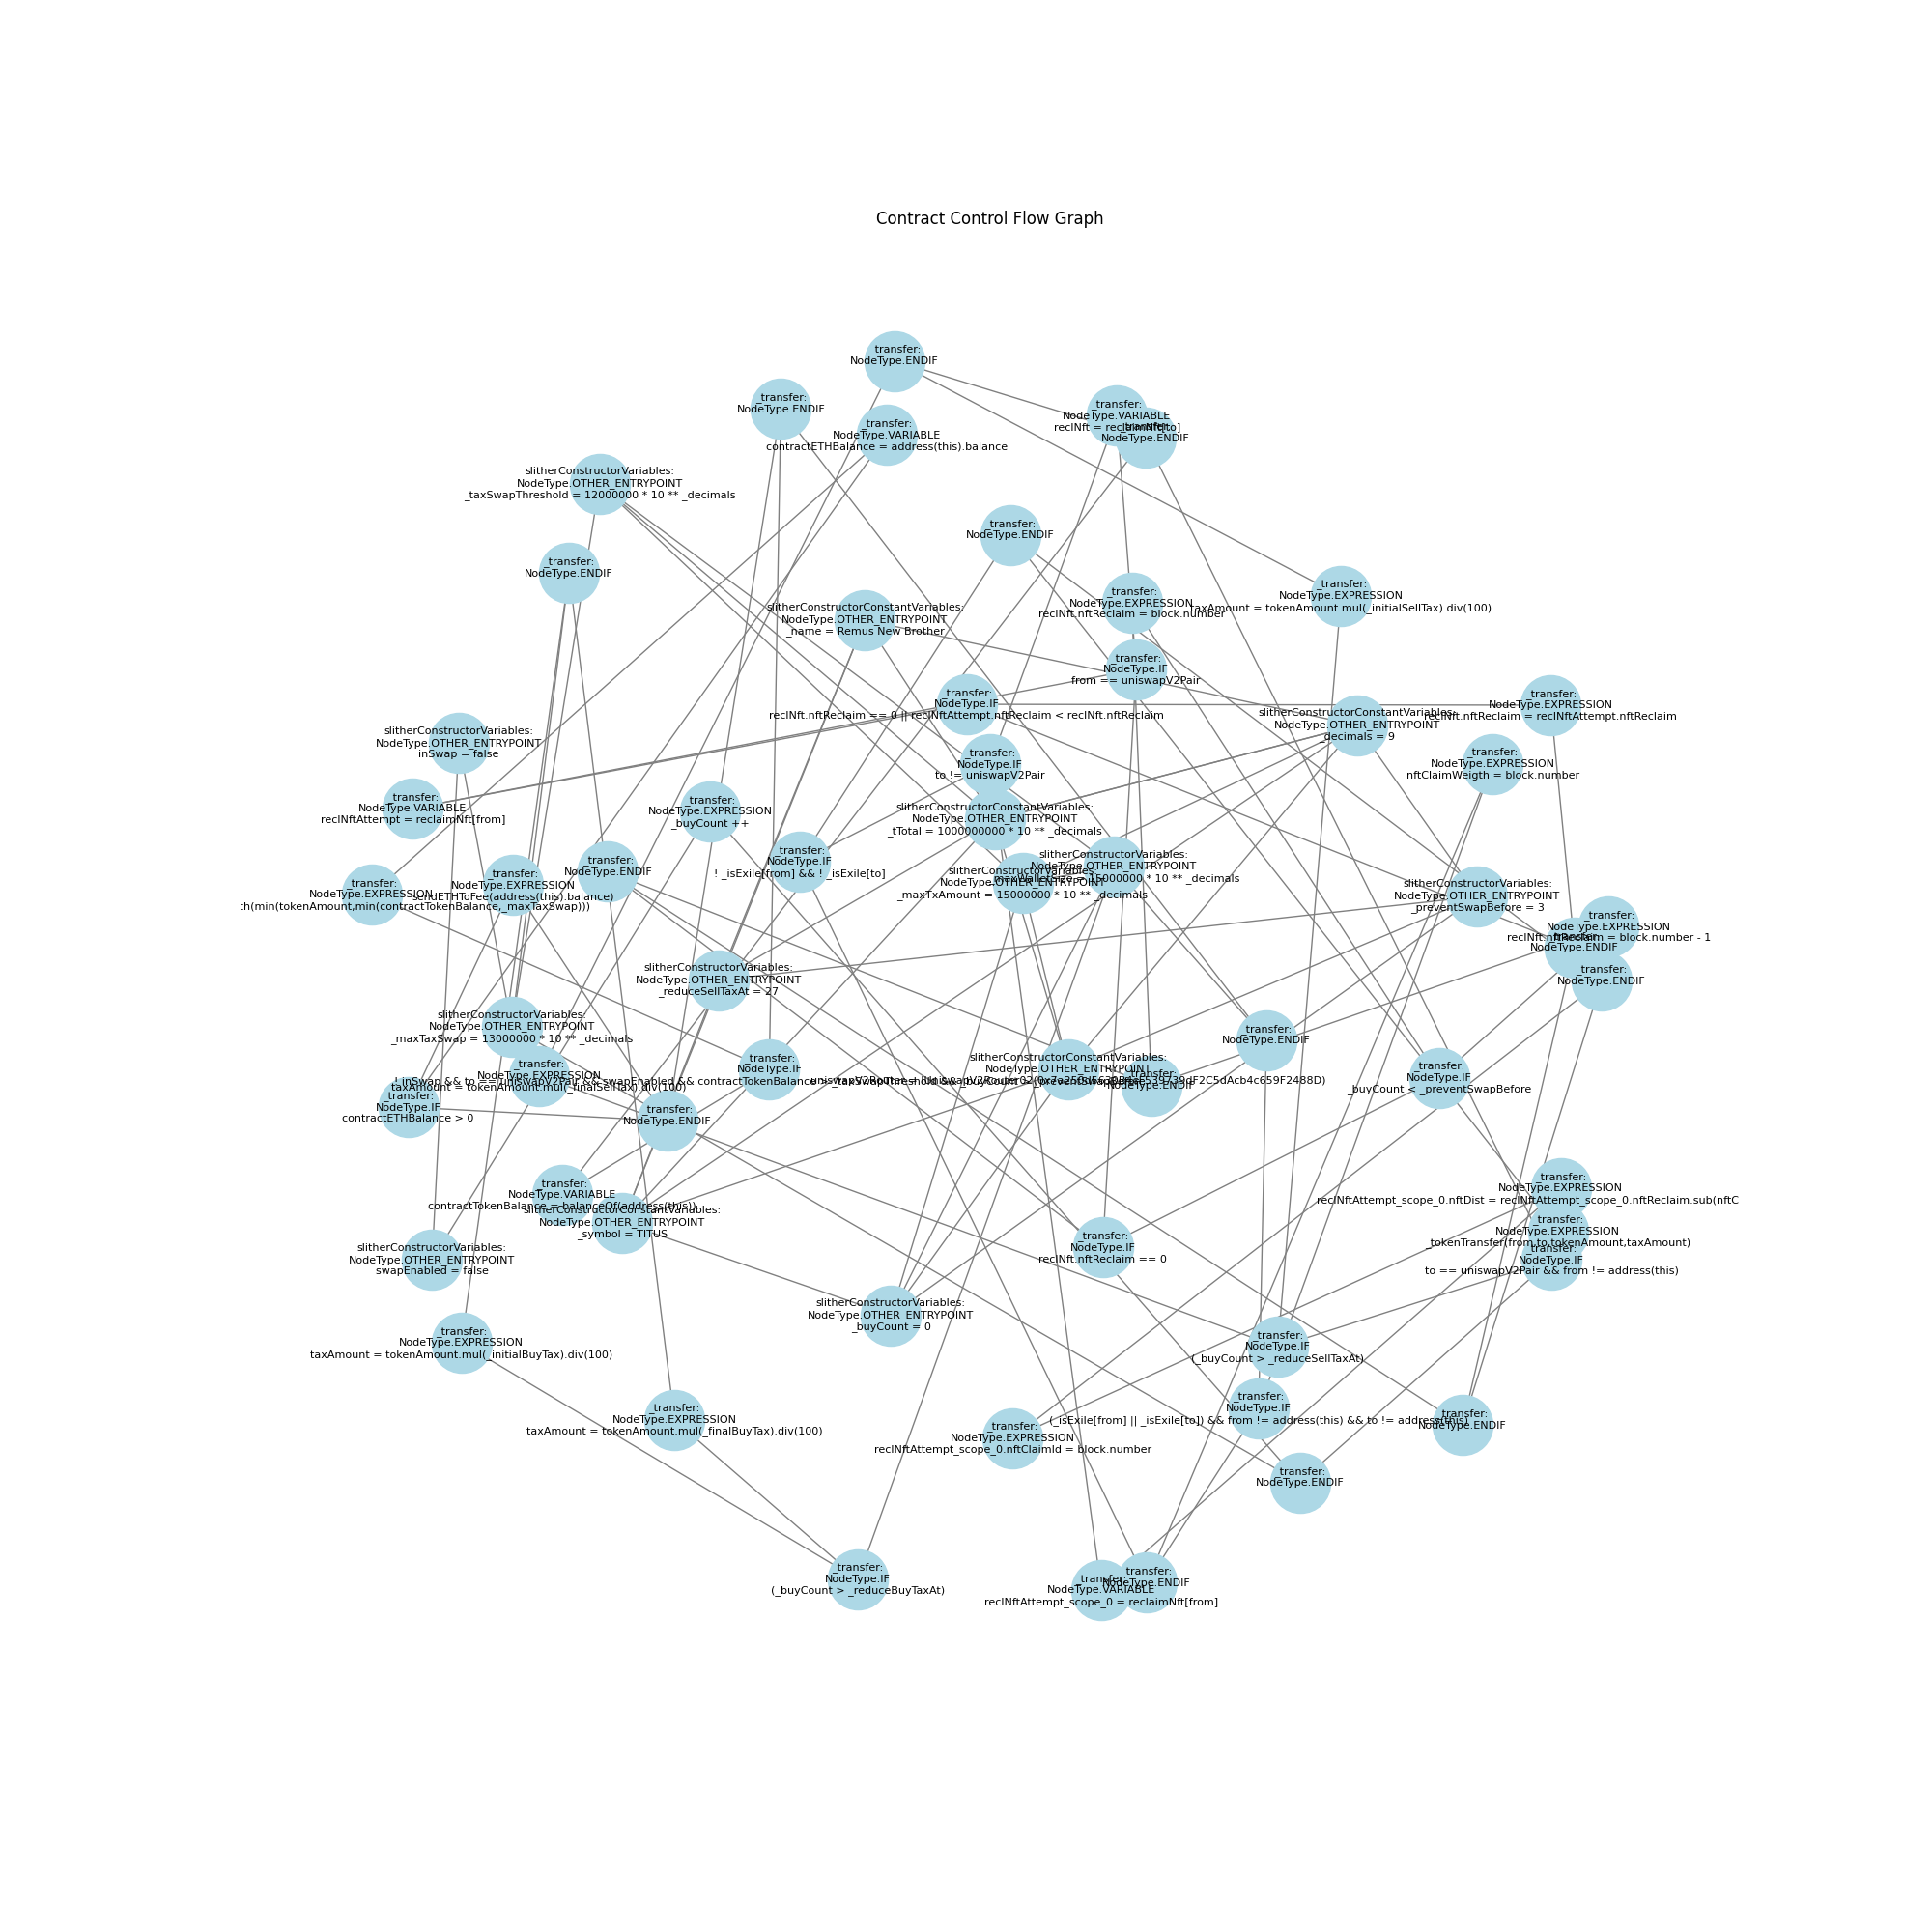 Contract Control Flow Graph
_transfer:
NodeType.ENDIF
_transfer:
NodeType.ENDIF
_transfer:
NodeType.VARIABLE
reclNft = reclaimNft[to]
NodeType.ENDIF
_transfer:
NodeType.VARIABLE
contractETHBalance = address(this).balance
slitherConstructorVariables:
NodeType.OTHER_ENTRYPOINT
_taxSwapThreshold = 12000000 * 10 ** _decimals
_transfer:
NodeType.ENDIF
_transfer:
NodeType.ENDIF
_transfer:
NodeType.EXPRESSION
reclNft.nftReclaim = block.number
_transfer:
NodeType.EXPRESSION
taxAmount = tokenAmount.mul(_initialSellTax).div(100)
slitherConstructorConstantVariables:
NodeType.OTHER_ENTRYPOINT
_name = Remus New Brother
_transfer:
NodeType.IF
from == uniswapV2Pair
_transfer:
NodeType.IF
reclNft.nftReclaim == 0 || reclNftAttempt.nftReclaim < reclNft.nftReclaim
_transfer:
NodeType.EXPRESSION
reclNft.nftReclaim = reclNftAttempt.nftReclaim
slitherConstructorConstantVariables:
NodeType.OTHER_ENTRYPOINT
_decimals = 9
slitherConstructorVariables:
NodeType.OTHER_ENTRYPOINT
inSwap = false
_transfer:
NodeType.IF
to != uniswapV2Pair
_transfer:
NodeType.EXPRESSION
nftClaimWeigth = block.number
_transfer:
NodeType.VARIABLE
reclNftAttempt = reclaimNft[from]
_transfer:
NodeType.EXPRESSION
_buyCount ++
slitherConstructorConstantVariables:
NodeType.OTHER_ENTRYPOINT
_tTotal = 1000000000 * 10 ** _decimals
_transfer:
NodeType.IF
! _isExile[from] && ! _isExile[to]
slitherConstructorVariables:
NodeType.OTHER_ENTRYPOINT
_maxWalletSize = 15000000 * 10 ** _decimals
slitherConstructorVariables:
NodeType.OTHER_ENTRYPOINT
_maxTxAmount = 15000000 * 10 ** _decimals
_transfer:
NodeType.ENDIF
_transfer:
NodeType.EXPRESSION
sendETHToFee(address(this).balance)
_transfer:
NodeType.EXPRESSION
:h(min(tokenAmount,min(contractTokenBalance,_maxTaxSwap)))
slitherConstructorVariables:
NodeType.OTHER_ENTRYPOINT
_preventSwapBefore = 3
_transfer:
NodeType.EXPRESSION
reclNft.nftReclaim = block.number - 1
_transfer:
NodeType.ENDIF
_transfer:
NodeType.ENDIF
slitherConstructorVariables:
NodeType.OTHER_ENTRYPOINT
_reduceSellTaxAt = 27
slitherConstructorVariables:
NodeType.OTHER_ENTRYPOINT
_maxTaxSwap = 13000000 * 10 ** _decimals
_transfer:
NodeType.ENDIF
_transfer:
NodeType.EXPRESSION
taxAmount = tokenAmount.mul(_finalSellTax).div(100)
_transfer:
NodeType.IF
! inSwap && to == uniswapV2Pair && swapEnabled && contractTokenBalance
slitherConstructorConstantVariables:
NodeType.OTHER_ENTRYPOINT
_transfer:
NodeType.ENDIF
_transfer:
NodeType.IF
_buyCount < _preventSwapBefore
_transfer:
NodeType.IF
contractETHBalance > 0
_transfer:
NodeType.ENDIF
_transfer:
NodeType.VARIABLE
contractTokenBalance = balanceOf(address(this))
slitherConstructorConstantVariables:
NodeType.OTHER_ENTRYPOINT
_symbol = TITUS
_transfer:
NodeType.EXPRESSION
reclNftAttempt_scope_0.nftDist = reclNftAttempt_scope_0.nftReclaim.sub(nftC
_transfer:
NodeType.EXPRESSION
_tokenTransfer(from,to,tokenAmount,taxAmount)
_transfer:
NodeType.IF
to == uniswapV2Pair && from != address(this)
_transfer:
NodeType.IF
reclNft.nftReclaim == 0
slitherConstructorVariables:
NodeType.OTHER_ENTRYPOINT
swapEnabled = false
slitherConstructorVariables:
NodeType.OTHER_ENTRYPOINT
_buyCount = 0
_transfer:
NodeType.EXPRESSION
taxAmount = tokenAmount.mul(_initialBuyTax).div(100)
_transfer:
NodeType.IF
(_buyCount > _reduceSellTaxAt)
_transfer:
NodeType.IF
(_isExile[from] || _isExile[to]) && from != address(this) && to != address(this)
_transfer:
NodeType.ENDIF
_transfer:
NodeType.EXPRESSION
taxAmount = tokenAmount.mul(_finalBuyTax).div(100)
_transfer:
NodeType.EXPRESSION
reclNftAttempt_scope_0.nftClaimId = block.number
_transfer:
NodeType.ENDIF
_transfer:
NodeType.IF
(_buyCount > _reduceBuyTaxAt)
_transfer:
NodeType.ENDIF
_transfer:
NodeType.VARIABLE
reclNftAttempt_scope_0 = reclaimNft[from]